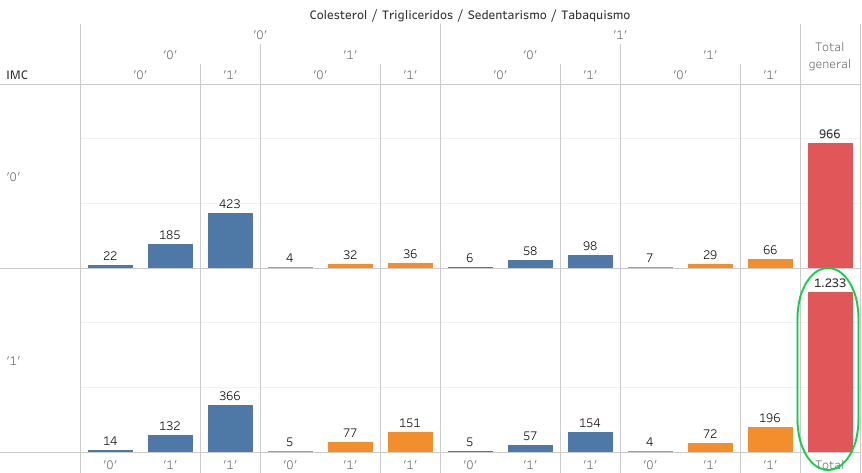 Colesterol / Trigliceridos / Sedentarismo / Tabaquismo
'0' '1'
'0' '1' '0' '1' Total general
IMC '0' '1' '0' '1' '0' '1' '0' '1'
'0' 22 185 423 4 32 36 6 58 98 7 29 66 966
'1' 14 132 366 5 77 151 5 57 154 4 72 196 1.233
'0' '1' '1' '0' '1' '1' '0' '1' '1' '0' '1' '1' Total